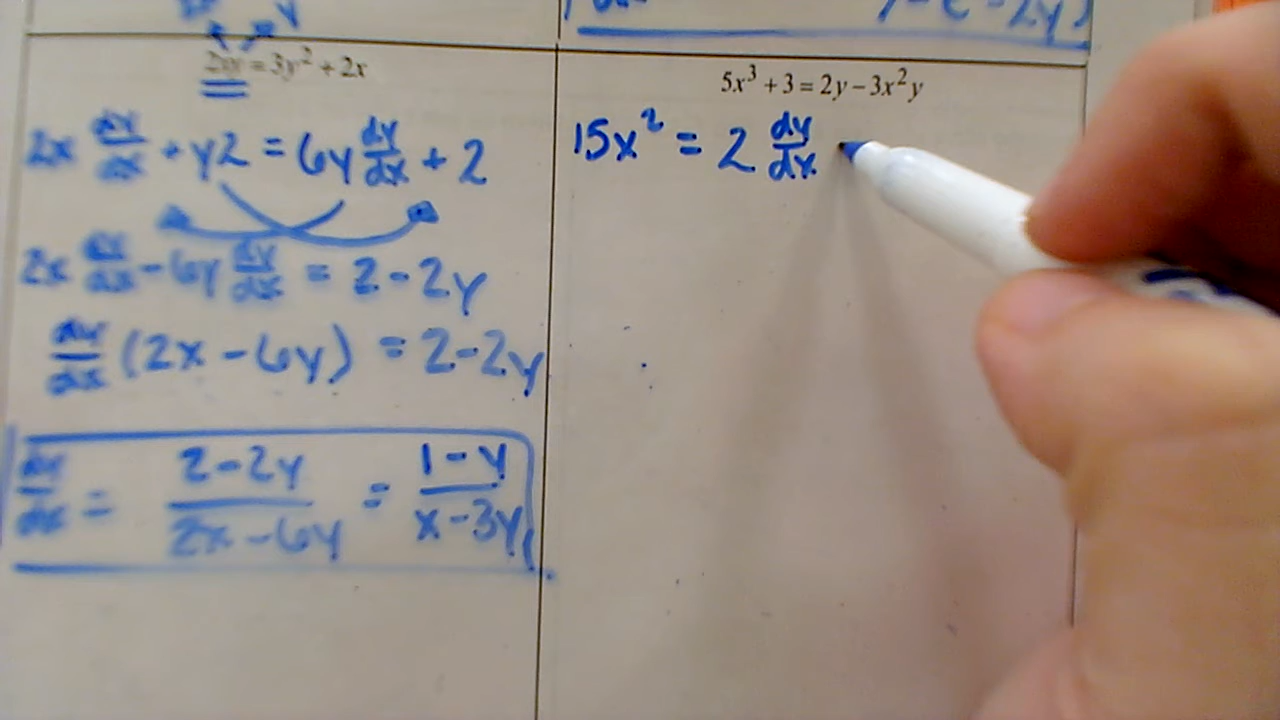 2xy = 3y² + 2x
2x dy/dx + y2 = 6y dy/dx + 2
2x dy/dx - 6y dy/dx = 2 - 2y
dy/dx (2x - 6y) = 2 - 2y
dy/dx = 2 - 2y / 2x - 6y = 1 - y / x - 3y
5x³ + 3 = 2y - 3x²y
15x² = 2 dy/dx